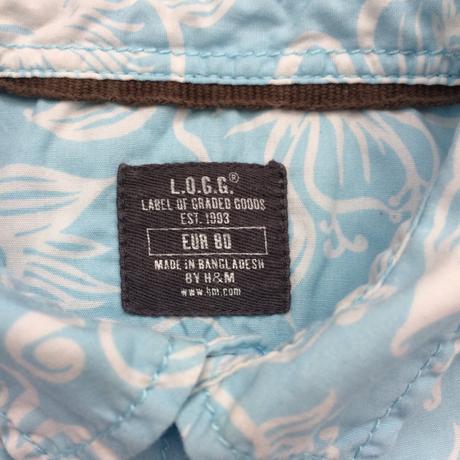 L.O.G.G.®
LABEL OF GRADED GOODS
EST. 1993
EUR 80
MADE IN BANGLADESH
BY H&M
www.hm.com